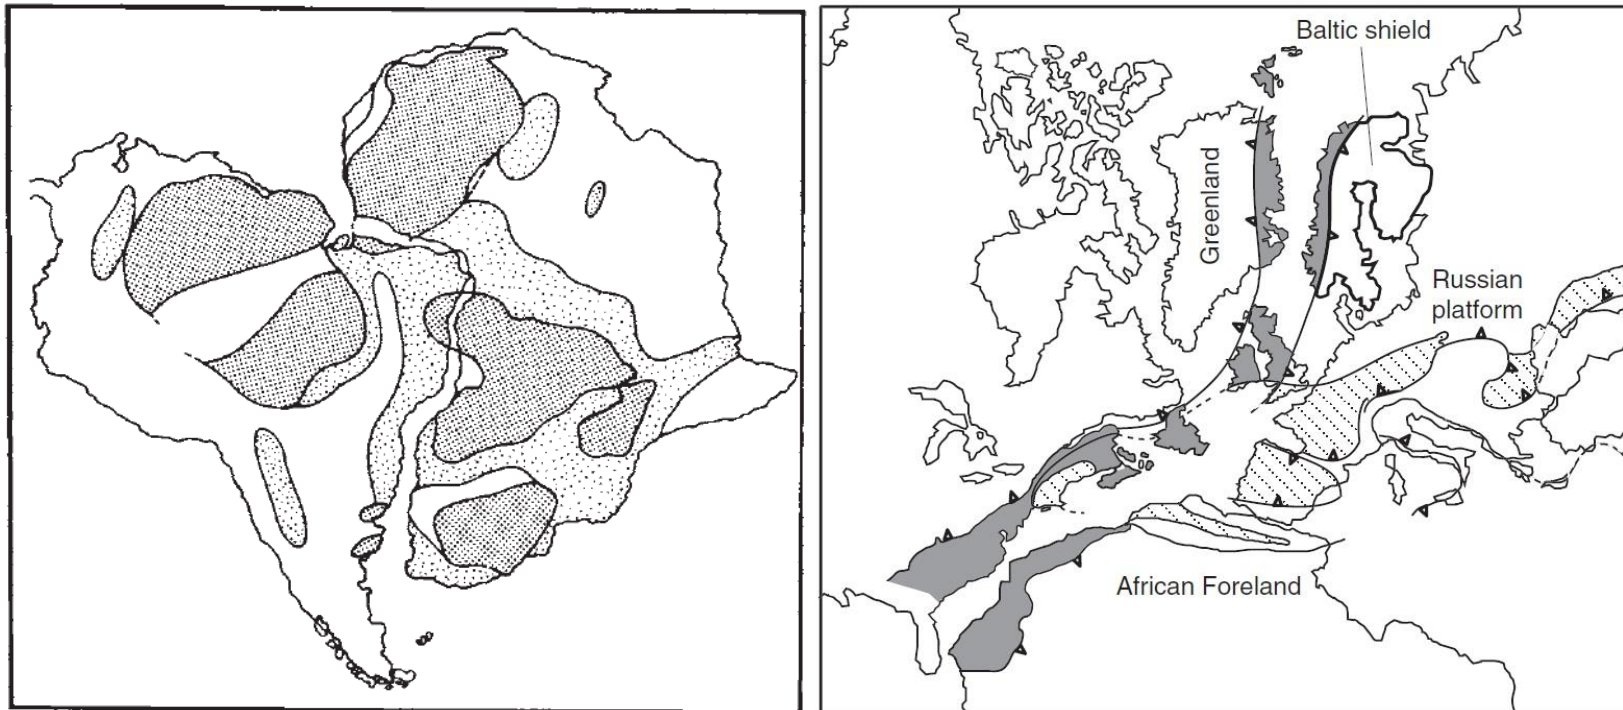 Baltic shield
Greenland
Russian
platform
African Foreland